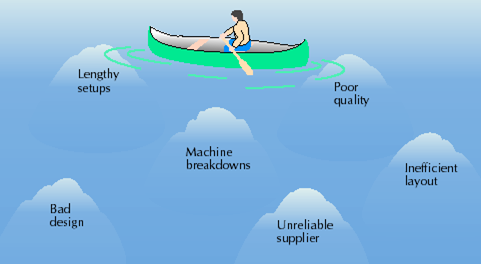 Lengthy
setups
Poor
quality
Machine
breakdowns
Inefficient
layout
Bad
design
Unreliable
supplier